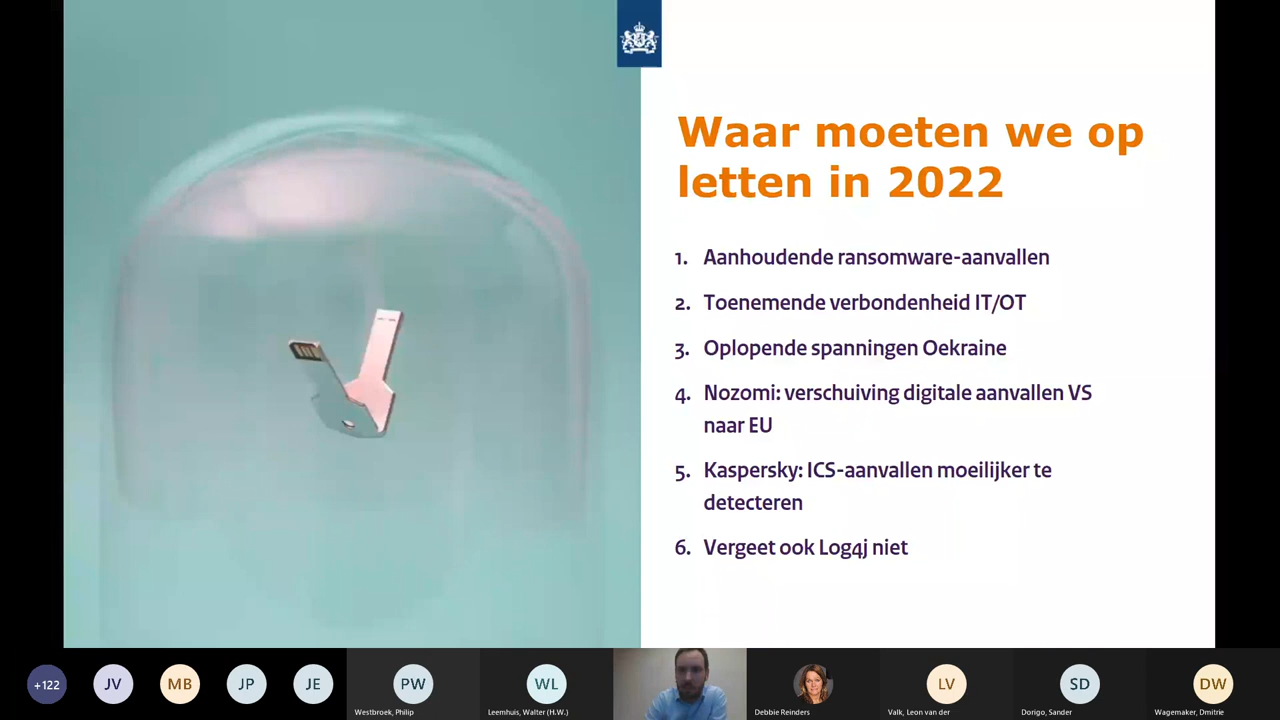 Waar moeten we op
letten in 2022
1. Aanhoudende ransomware-aanvallen
2. Toenemende verbondenheid IT/OT
3. Oplopende spanningen Oekraine
4. Nozomi: verschuiving digitale aanvallen VS
naar EU
5. Kaspersky: ICS-aanvallen moeilijker te
detecteren
6. Vergeet ook Log4j niet
+122
JV
MB
JP
JE
PW
WL
LV
SD
DW
Westbroek, Philip
Leemhuis, Walter (H.W.)
Debbie Reinders
Valk, Leon van der
Dorigo, Sander
Wagemaker, Dmitrie